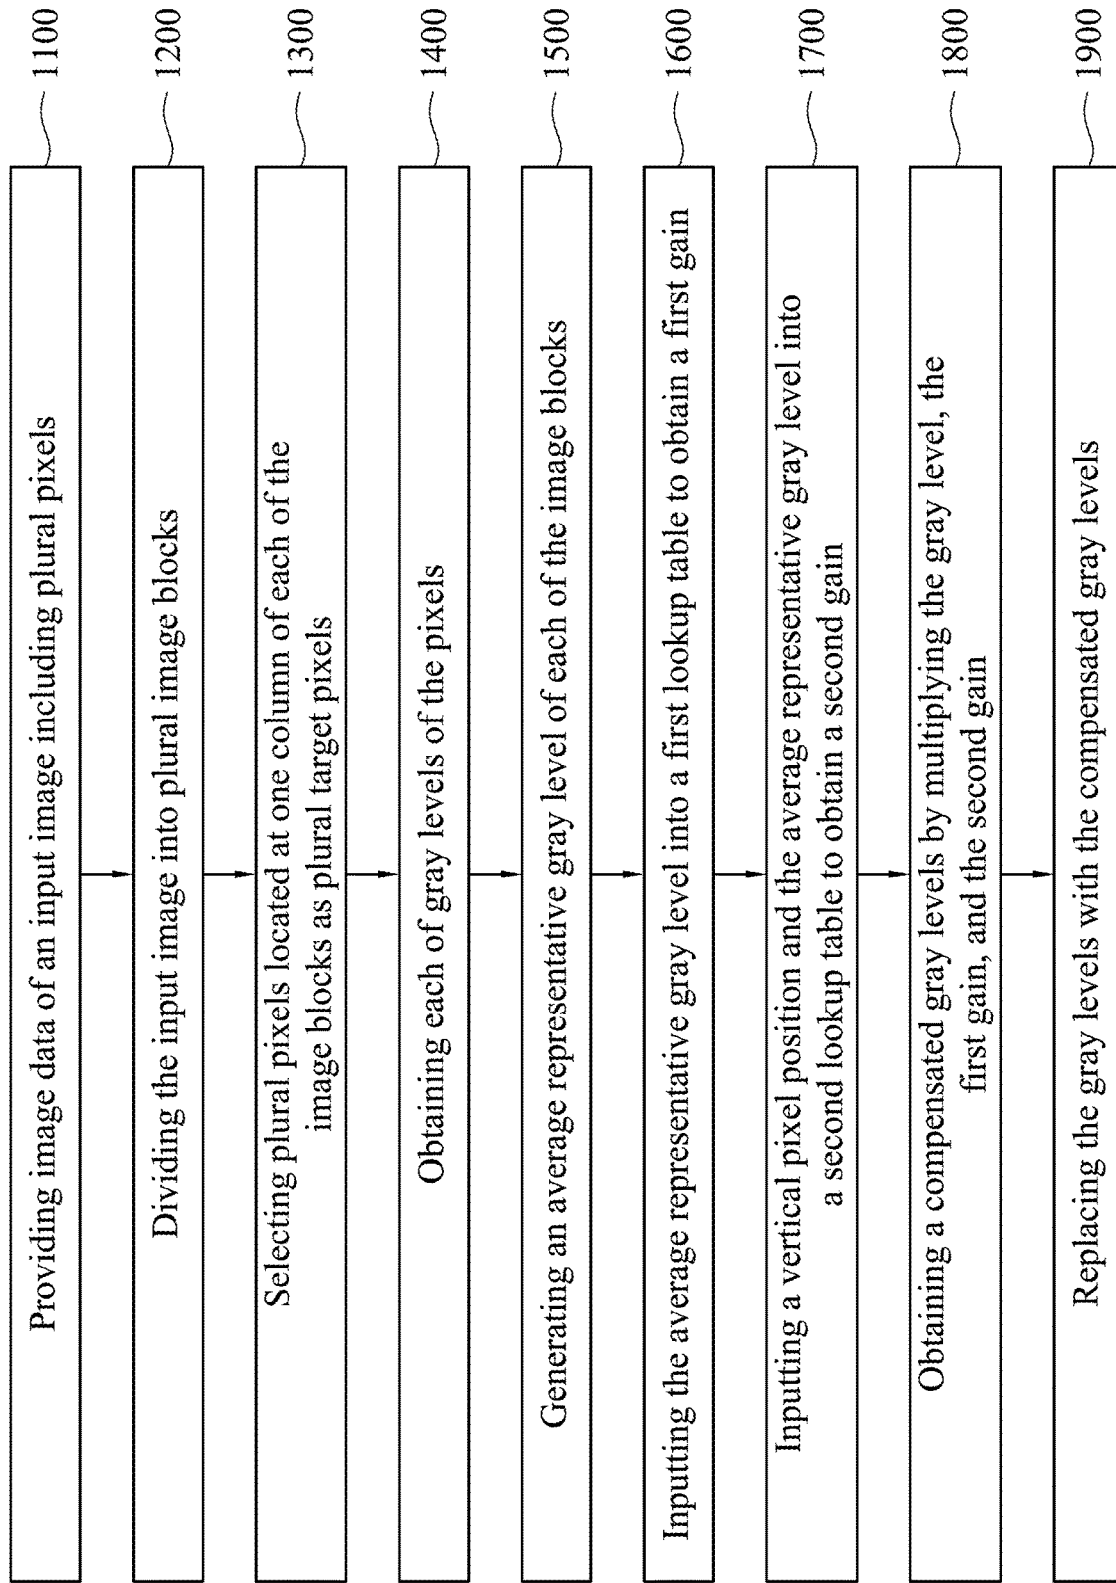 Providing image data of an input image including plural pixels
1100
Dividing the input image into plural image blocks
1200
Selecting plural pixels located at one column of each of the
image blocks as plural target pixels
1300
Obtaining each of gray levels of the pixels
1400
Generating an average representative gray level of each of the image blocks
1500
Inputting the average representative gray level into a first lookup table to obtain a first gain
1600
Inputting a vertical pixel position and the average representative gray level into
a second lookup table to obtain a second gain
1700
Obtaining a compensated gray levels by multiplying the gray level, the
first gain, and the second gain
1800
Replacing the gray levels with the compensated gray levels
1900